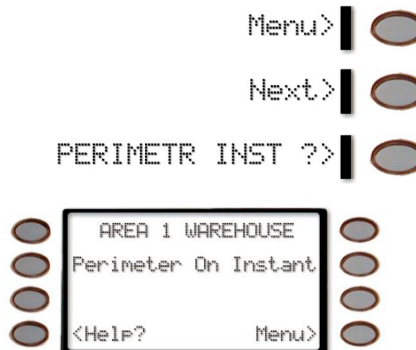 Menu>
Next>
PERIMETR INST ?>
AREA 1 WAREHOUSE
Perimeter On Instant
<Help? Menu>